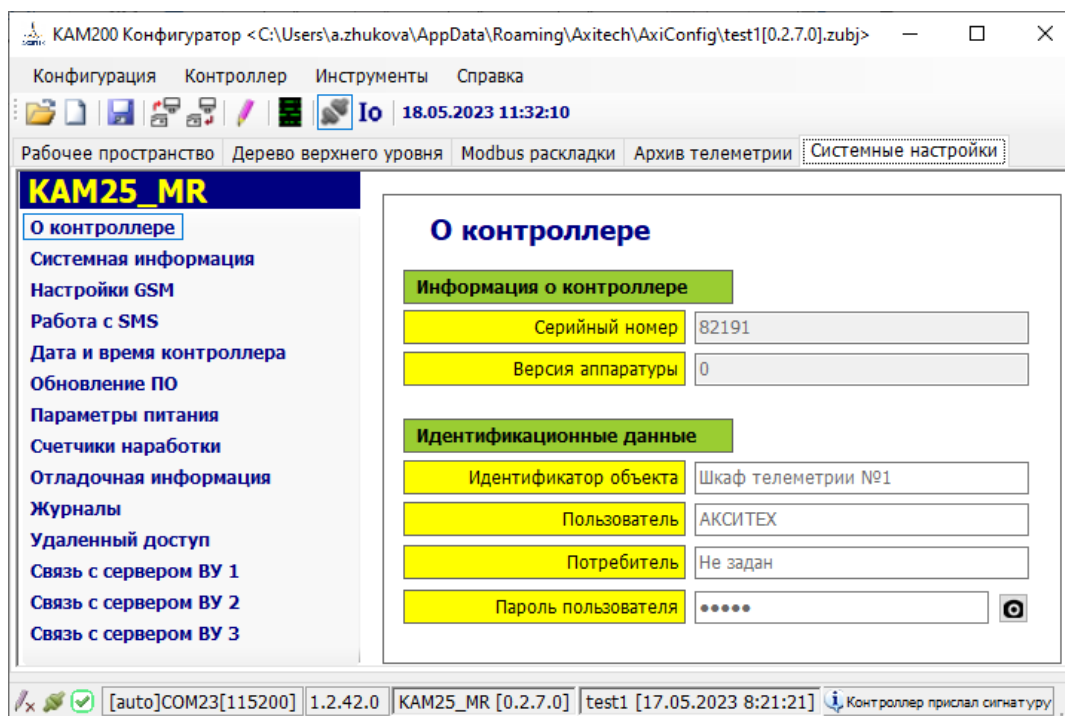 КАМ200 Конфигуратор <C:\Users\a.zhukova\AppData\Roaming\Axitech\AxiConfig\test1[0.2.7.0].zubj>
Конфигурация Контроллер Инструменты Справка
Io 18.05.2023 11:32:10
Рабочее пространство Дерево верхнего уровня Modbus раскладки Архив телеметрии Системные настройки
KAM25_MR
О контроллере
Системная информация
Настройки GSM
Работа с SMS
Дата и время контроллера
Обновление ПО
Параметры питания
Счетчики наработки
Отладочная информация
Журналы
Удаленный доступ
Связь с сервером ВУ 1
Связь с сервером ВУ 2
Связь с сервером ВУ 3
О контроллере
Информация о контроллере
Серийный номер 82191
Версия аппаратуры 0
Идентификационные данные
Идентификатор объекта Шкаф телеметрии №1
Пользователь АКСИТЕХ
Потребитель Не задан
Пароль пользователя •••••
[auto]COM23[115200] 1.2.42.0 KAM25_MR [0.2.7.0] test1 [17.05.2023 8:21:21] Контроллер прислал сигнатуру